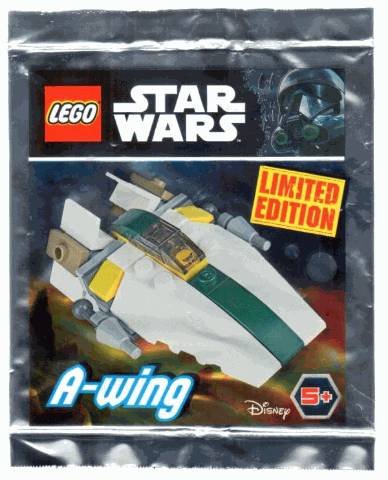 LEGO
STAR
WARS
LIMITED
EDITION
A-wing
Disney
5+